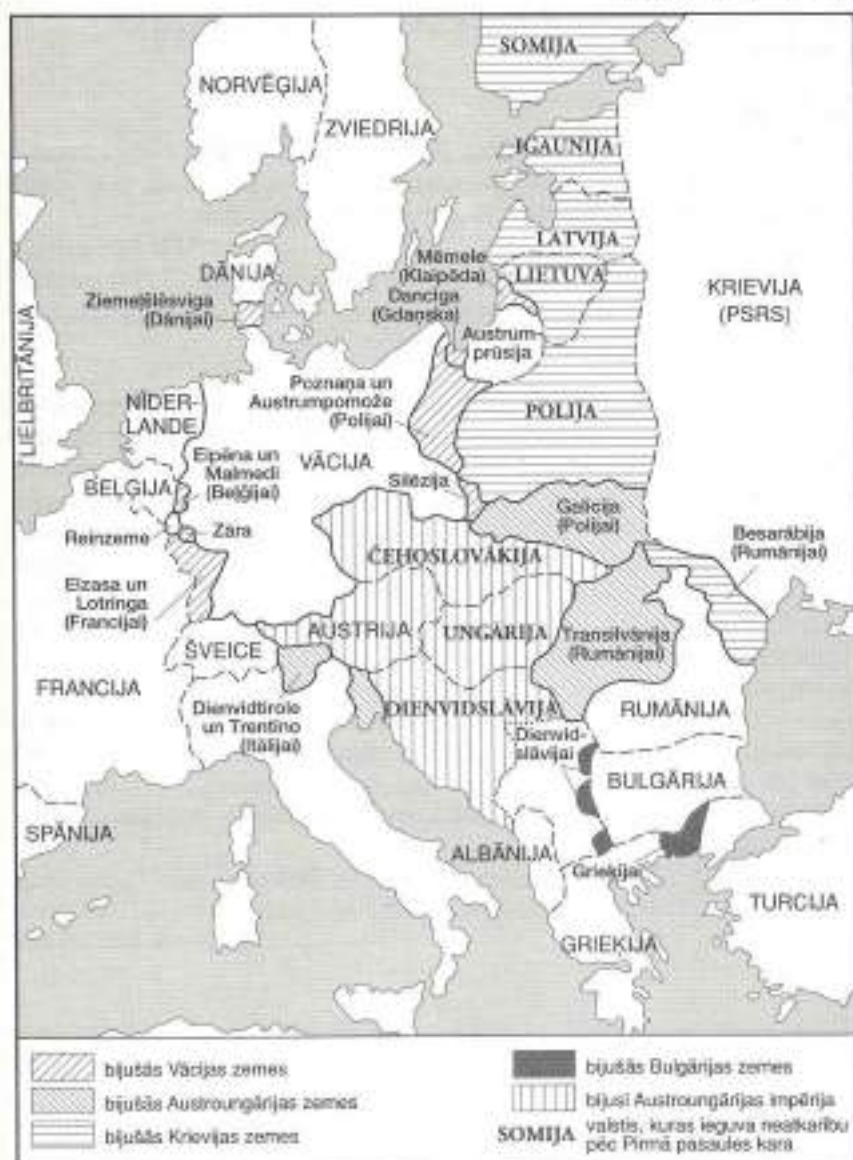 SOMIJA
NORVĒĢIJA
ZVIEDRIJA
IGAUNIJA
LATVIJA
Mēmele
(Klaipēda)
LIETUVA
DĀNIJA
Danciga
(Gdaņska)
KRIEVIJA
(PSRS)
Ziemeļšlēsviga
(Dānijai)
Austrum-
prūsija
LIELBRITĀNIJA
Poznaņa un
Austrumpomože
(Polijai)
NĪDER-
LANDE
POLIJA
Eipēna un
Malmedi
(Beļģijai)
VĀCIJA
BEĻĢIJA
Silēzija
Galīcija
(Polijai)
Reinzeme
Zāra
Besarābija
(Rumānijai)
ČEHOSLOVĀKIJA
Elzasa un
Lotringa
(Francijai)
AUSTRIJA
UNGĀRIJA
Transilvānija
(Rumānijai)
ŠVEICE
FRANCIJA
Dienvidtirole
un Trentino
(Itālijai)
DIENVIDSLĀVIJA
RUMĀNIJA
Dienvid-
slāvijai
BULGĀRIJA
SPĀNIJA
ALBĀNIJA
Grieķijai
TURCIJA
GRIEĶIJA
bijušās Vācijas zemes
bijušās Austroungārijas zemes
bijušās Krievijas zemes
bijušās Bulgārijas zemes
bijusī Austroungārijas impērija
SOMIJA valstis, kuras ieguva neatkarību
pēc Pirmā pasaules kara